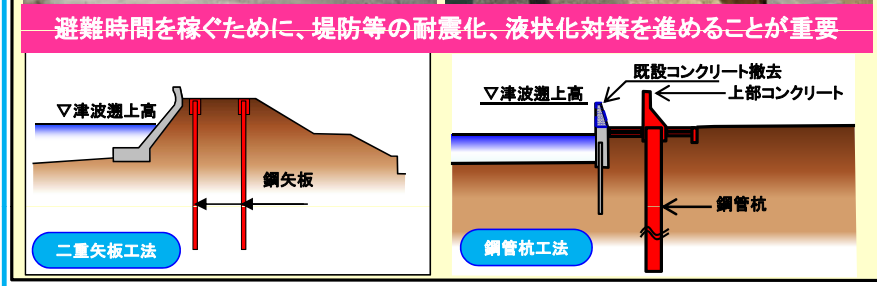 避難時間を稼ぐために、堤防等の耐震化、液状化対策を進めることが重要
▽津波遡上高
鋼矢板
二重矢板工法
既設コンクリート撤去
▽津波遡上高
上部コンクリート
鋼管杭
鋼管杭工法